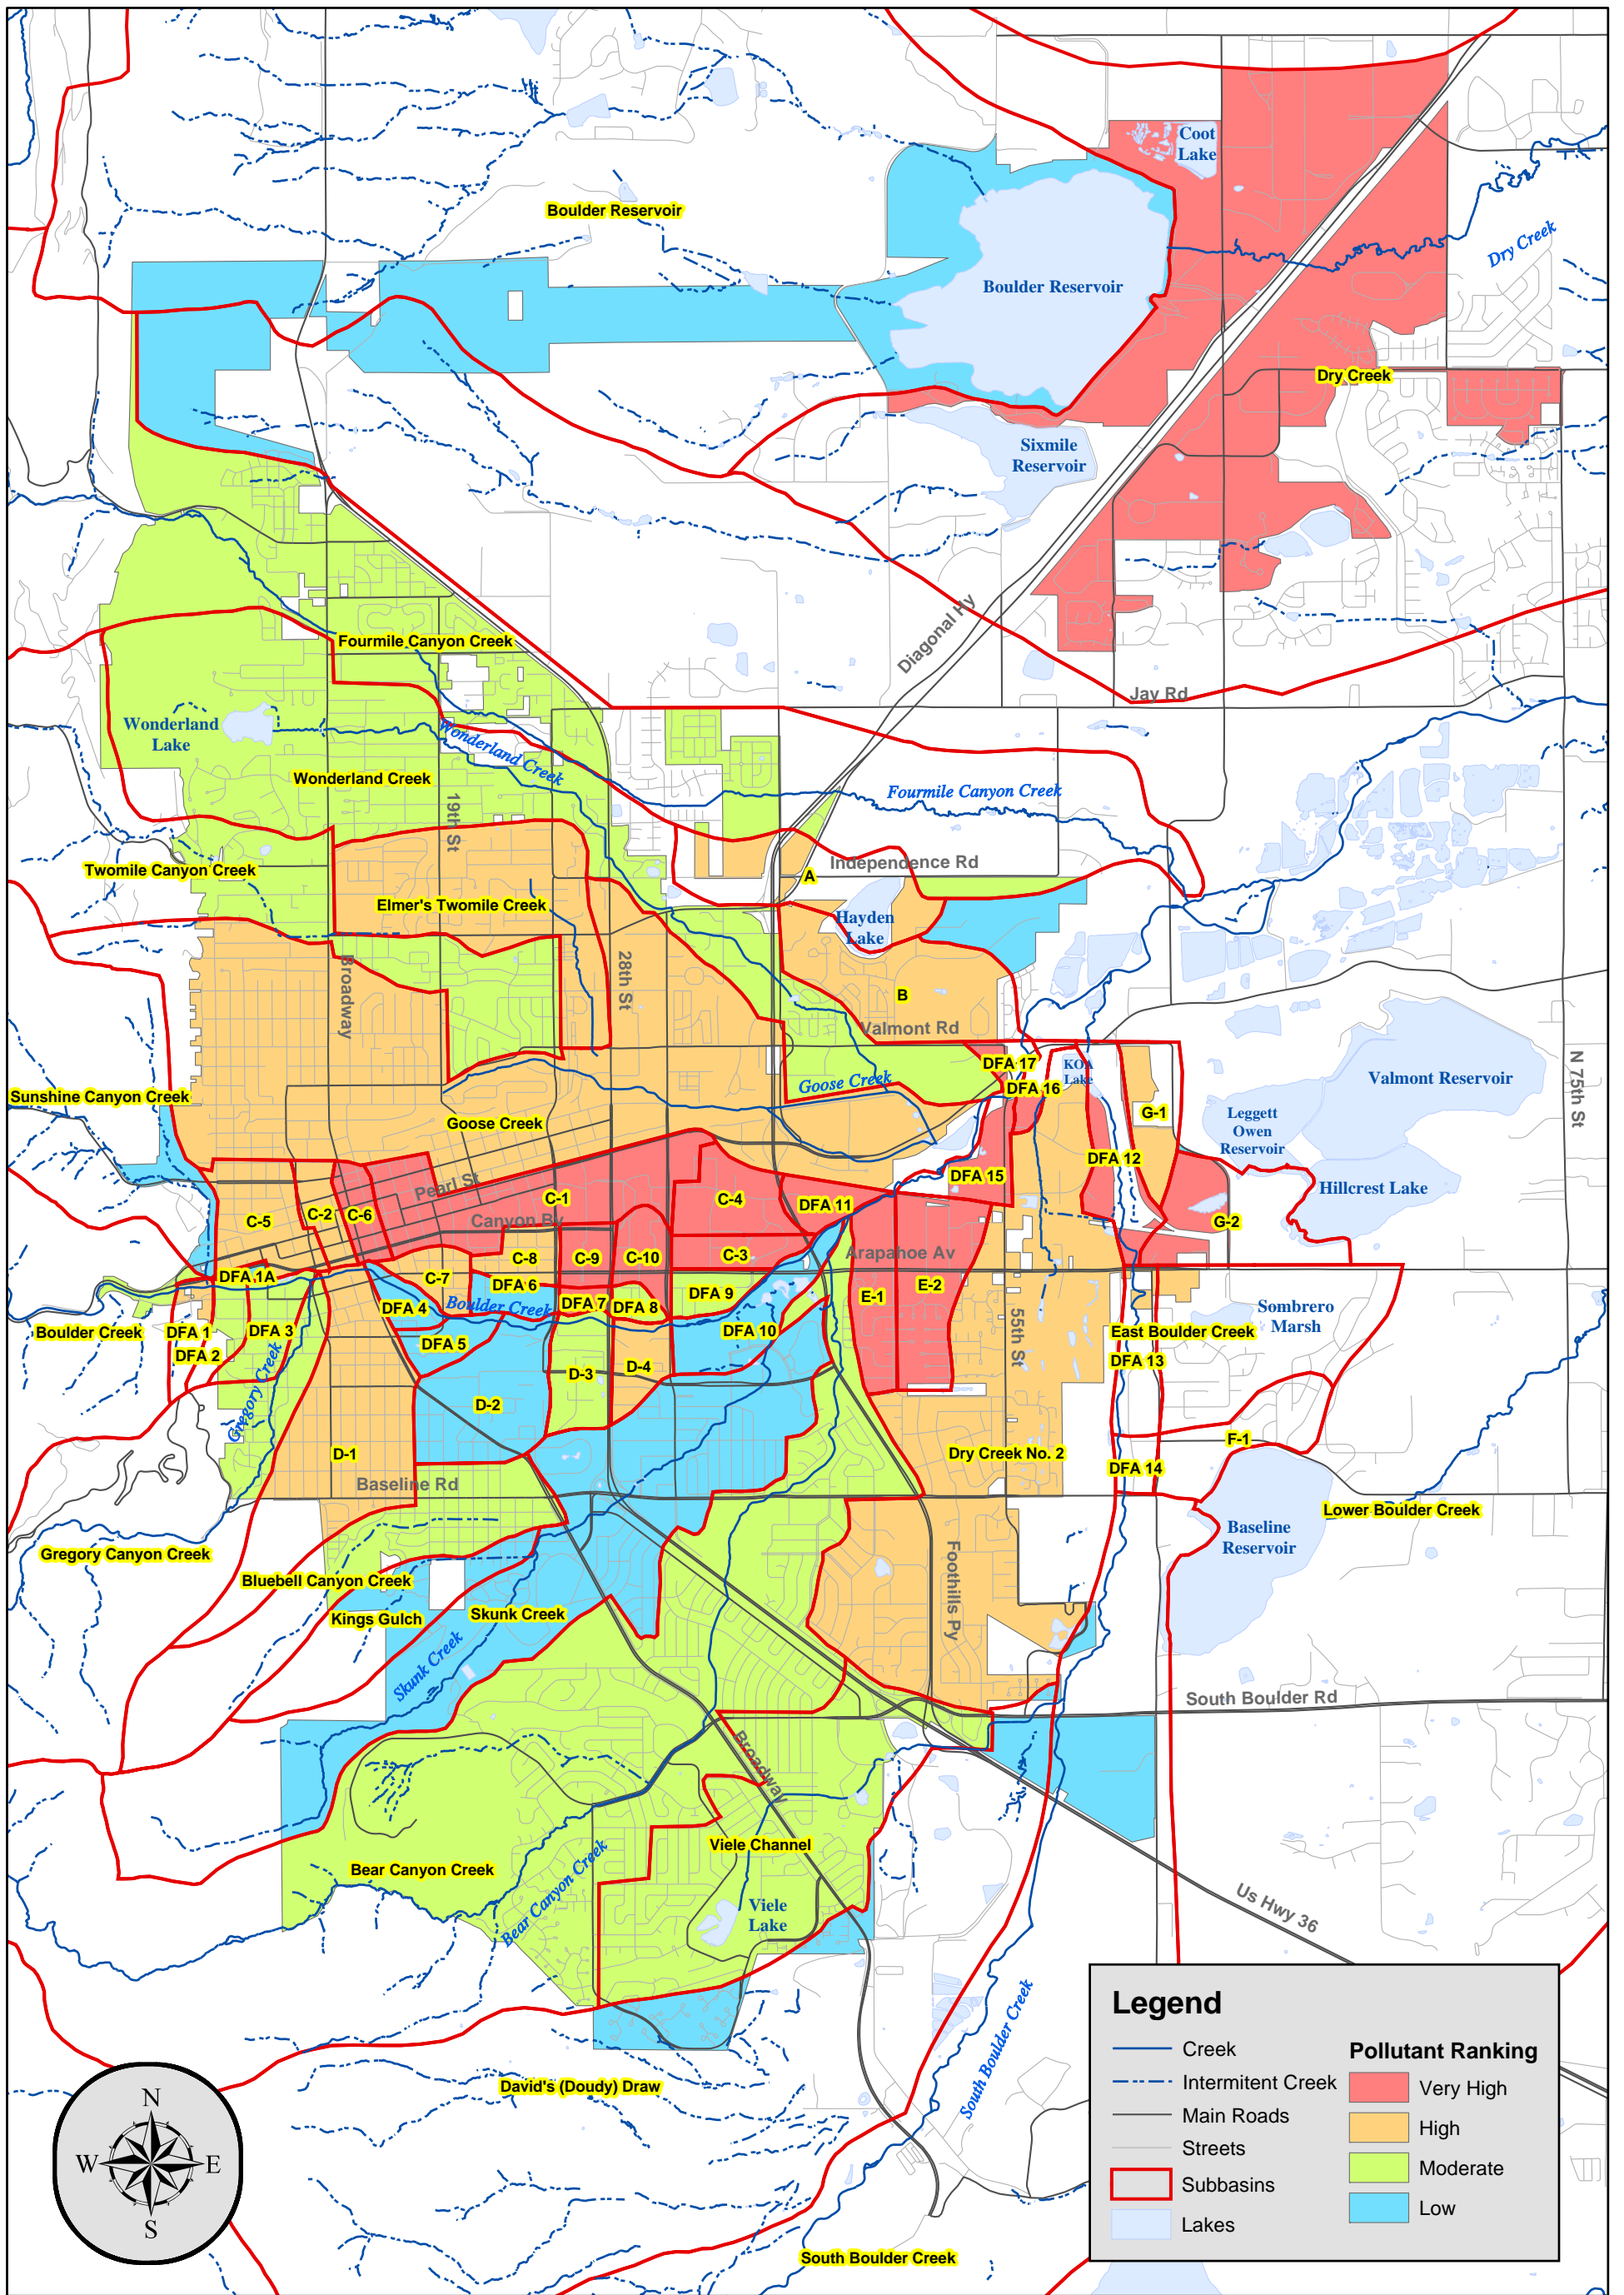 Coot
Lake
Boulder Reservoir
Dry Creek
Boulder Reservoir
Dry Creek
Sixmile
Reservoir
Diagonal Hy
Fourmile Canyon Creek
Jay Rd
Wonderland
Lake
Wonderland Creek
Wonderland Creek
Fourmile Canyon Creek
19th St
Independence Rd
Twomile Canyon Creek
A
Elmer's Twomile Creek
Hayden
Lake
Broadway
28th St
B
Valmont Rd
DFA 17
KOA
Lake
DFA 16
Goose Creek
Valmont Reservoir
N 75th St
Sunshine Canyon Creek
G-1
Leggett
Owen
Reservoir
Goose Creek
DFA 12
DFA 15
Hillcrest Lake
Pearl St
C-1
C-4
DFA 11
C-5
C-2
C-6
Canyon Bv
G-2
C-8
C-9
C-10
C-3
Arapahoe Av
DFA 1A
C-7
DFA 6
E-1
E-2
DFA 4
Boulder Creek
DFA 7
DFA 8
DFA 9
Sombrero
Marsh
Boulder Creek
DFA 1
DFA 3
DFA 10
55th St
East Boulder Creek
DFA 2
DFA 5
DFA 13
Gregory Creek
D-3
D-4
D-2
D-1
Dry Creek No. 2
F-1
DFA 14
Baseline Rd
Lower Boulder Creek
Baseline
Reservoir
Gregory Canyon Creek
Bluebell Canyon Creek
Foothills Py
Kings Gulch
Skunk Creek
Skunk Creek
South Boulder Rd
Broadway
Viele Channel
Bear Canyon Creek
Bear Canyon Creek
Viele
Lake
Us Hwy 36
South Boulder Creek
David's (Doudy) Draw
South Boulder Creek
N
W
E
S
Legend
Creek
Intermitent Creek
Main Roads
Streets
Subbasins
Lakes
Pollutant Ranking
Very High
High
Moderate
Low